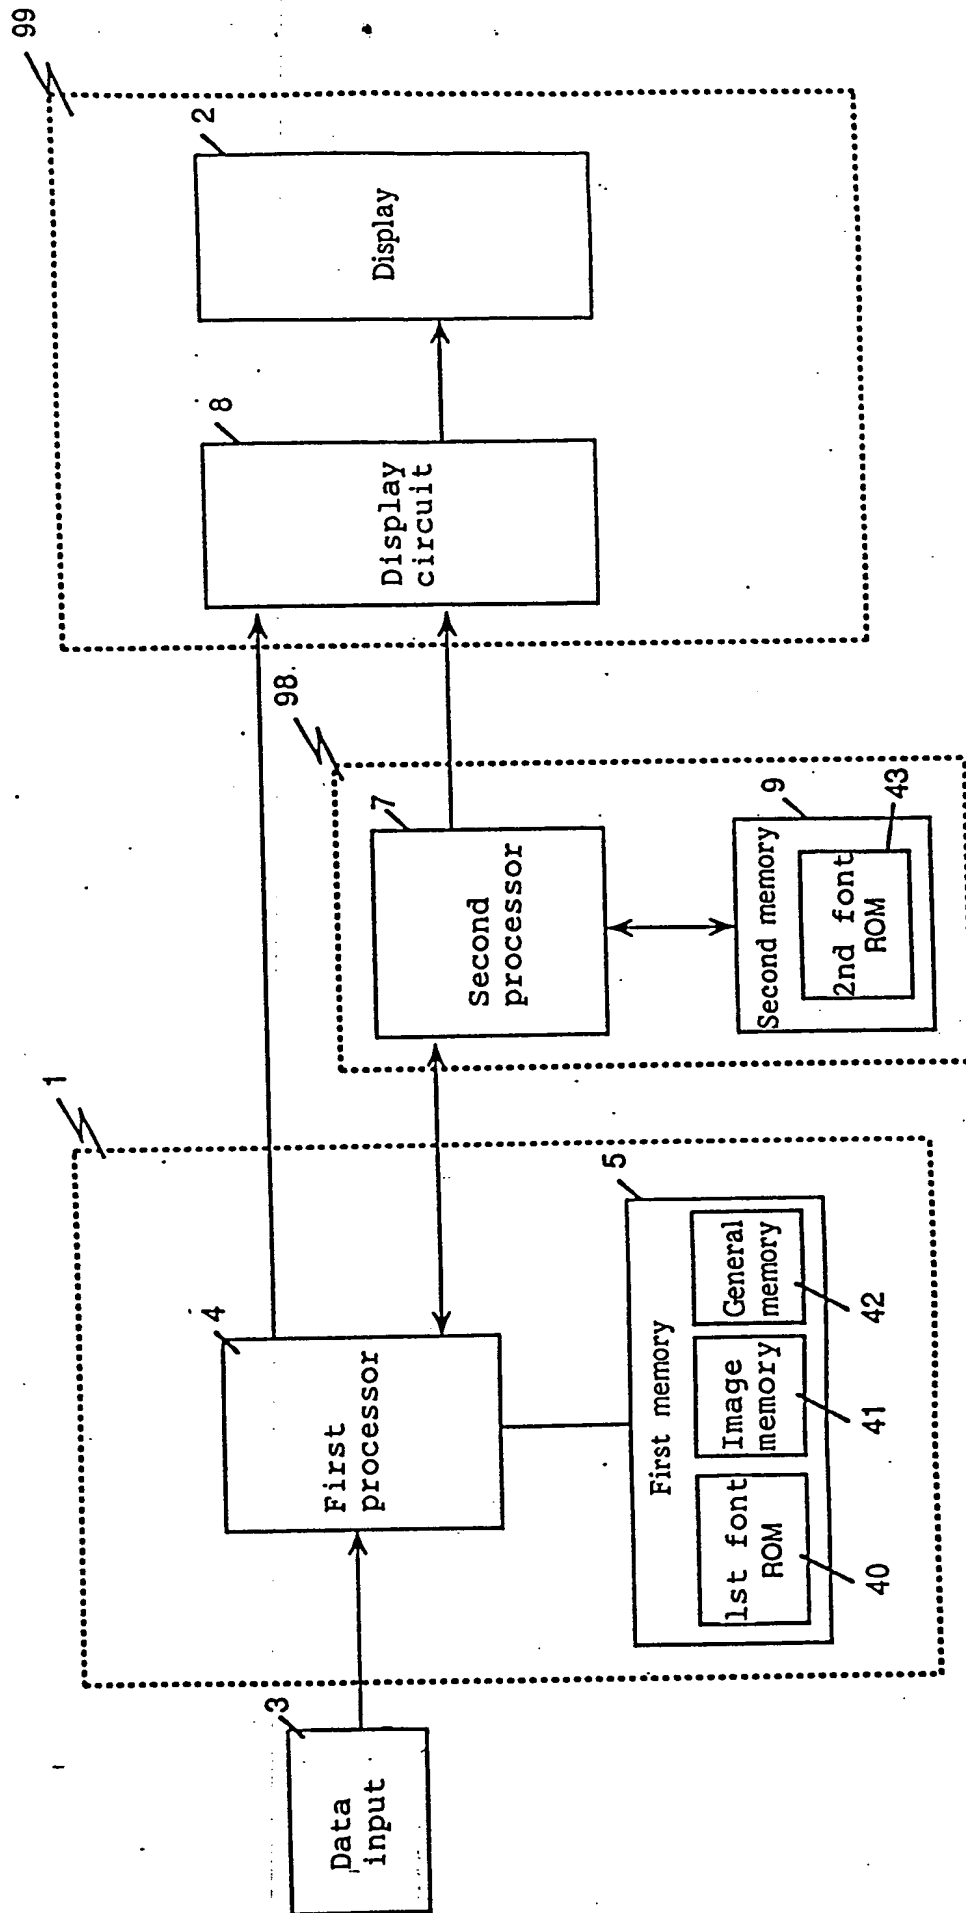 99
2
Display
8
Display
circuit
98
7
Second
processor
9
Second memory
43
2nd font
ROM
1
4
First
processor
5
First memory
General
memory
42
Image
memory
41
1st font
ROM
40
3
Data
input